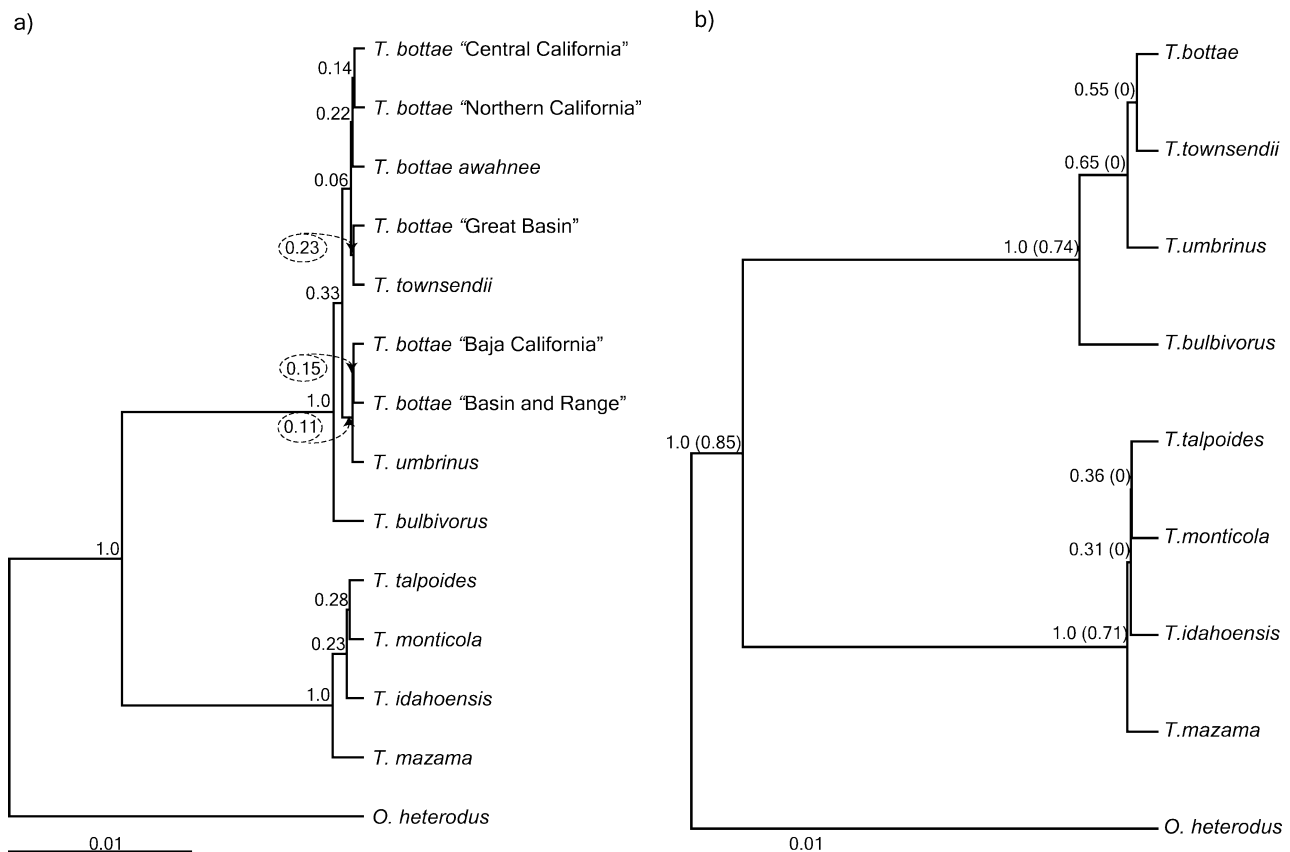 a)
T. bottae “Central California”
0.14
T. bottae “Northern California”
0.22
T. bottae awahnee
0.06
T. bottae “Great Basin”
0.23
T. townsendii
0.33
T. bottae “Baja California”
0.15
1.0
T. bottae “Basin and Range”
0.11
T. umbrinus
T. bulbivorus
1.0
T. talpoides
0.28
T. monticola
0.23
1.0
T. idahoensis
T. mazama
O. heterodus
0.01
b)
T.bottae
0.55 (0)
T.townsendii
0.65 (0)
T.umbrinus
1.0 (0.74)
T.bulbivorus
1.0 (0.85)
T.talpoides
0.36 (0)
T.monticola
0.31 (0)
1.0 (0.71)
T.idahoensis
T.mazama
O. heterodus
0.01